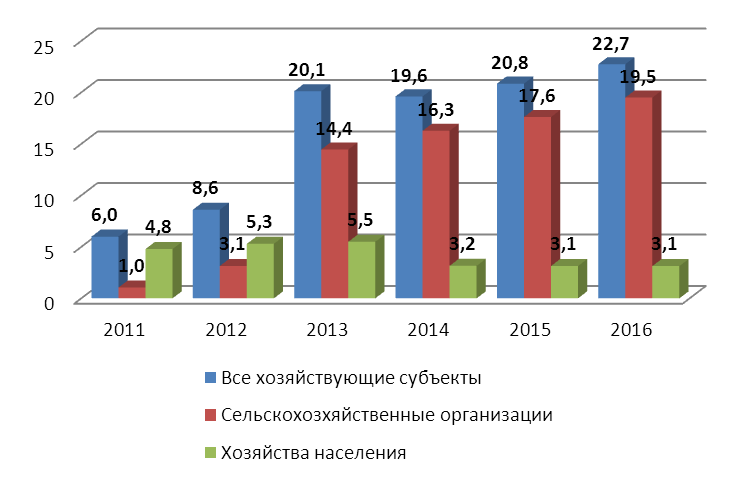 25
20
15
10
5
0
6,0 8,6 20,1 19,6 20,8 22,7
1,0 3,1 14,4 16,3 17,6 19,5
4,8 5,3 5,5 3,2 3,1 3,1
2011 2012 2013 2014 2015 2016
Все хозяйствующие субъекты
Сельскохозхяйственные организации
Хозяйства населения